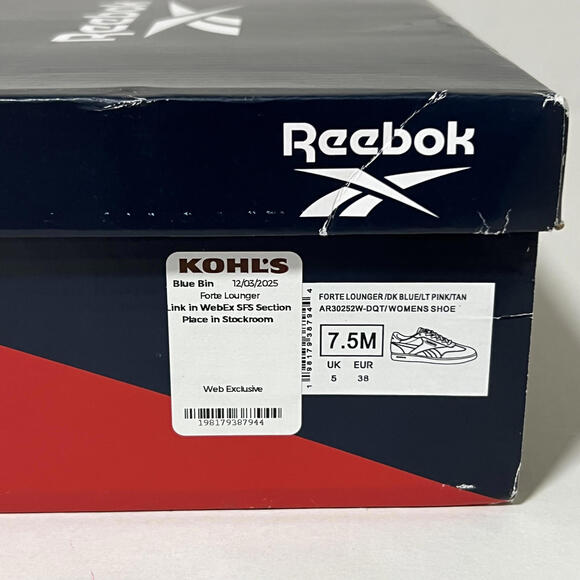 Reebok
Reebok
KOHL'S
Blue Bin 12/03/2025
Forte Lounger
Link in WebEx SFS Section
Place in Stockroom
Web Exclusive
198179387944
198179387944
FORTE LOUNGER /DK BLUE/LT PINK/TAN
AR30252W-DQT/ WOMENS SHOE
7.5M
UK EUR
5 38